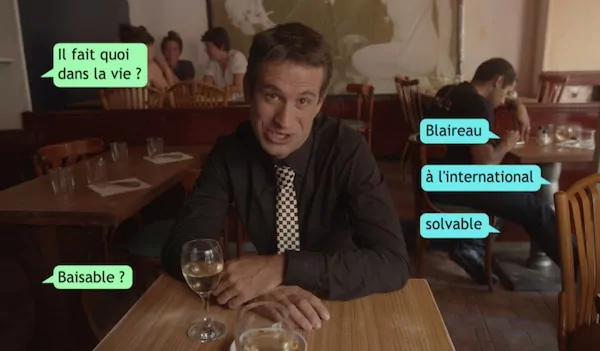 Il fait quoi
dans la vie ?
Blaireau
à l'international
solvable
Baisable ?